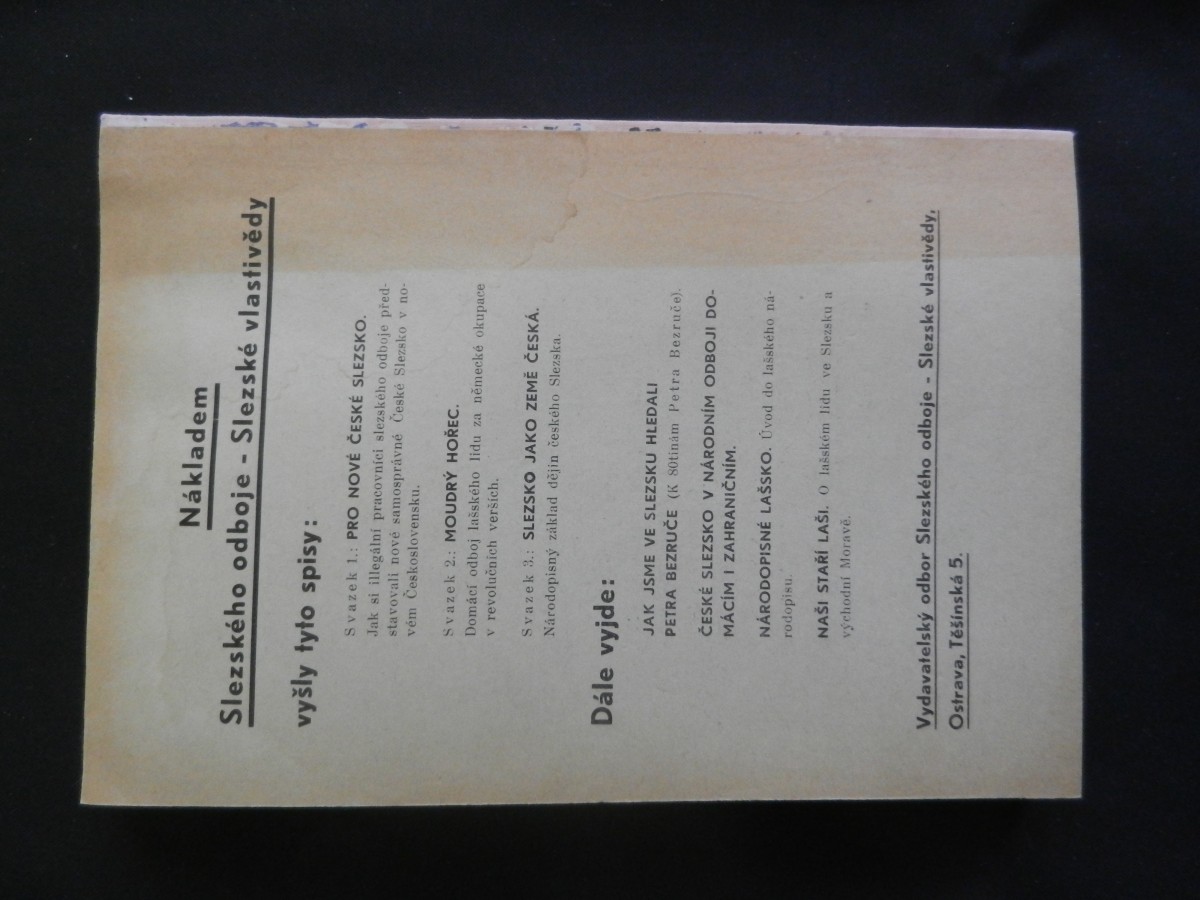 Nákladem
Slezského odboje - Slezské vlastivědy
vyšly tyto spisy:
Svazek 1.: PRO NOVÉ ČESKÉ SLEZSKO.
Jak si illegální pracovníci slezského odboje před-
stavovali nové samosprávné České Slezsko v no-
vém Československu.
Svazek 2.: MOUDRÝ HOŘEC.
Domácí odboj lašského lidu za německé okupace
v revolučních verších.
Svazek 3.: SLEZSKO JAKO ZEMĚ ČESKÁ.
Národopisný základ dějin českého Slezska.
Dále vyjde:
JAK JSME VE SLEZSKU HLEDALI
PETRA BEZRUČE (K 80tinám Petra Bezruče).
ČESKÉ SLEZSKO V NÁRODNÍM ODBOJI DO-
MÁCÍM I ZAHRANIČNÍM.
NÁRODOPISNÉ LAŠSKO. Úvod do lašského ná-
rodopisu.
NAŠI STAŘÍ LAŠI. O lašském lidu ve Slezsku a
východní Moravě.
Vydavatelský odbor Slezského odboje - Slezské vlastivědy,
Ostrava, Těšínská 5.